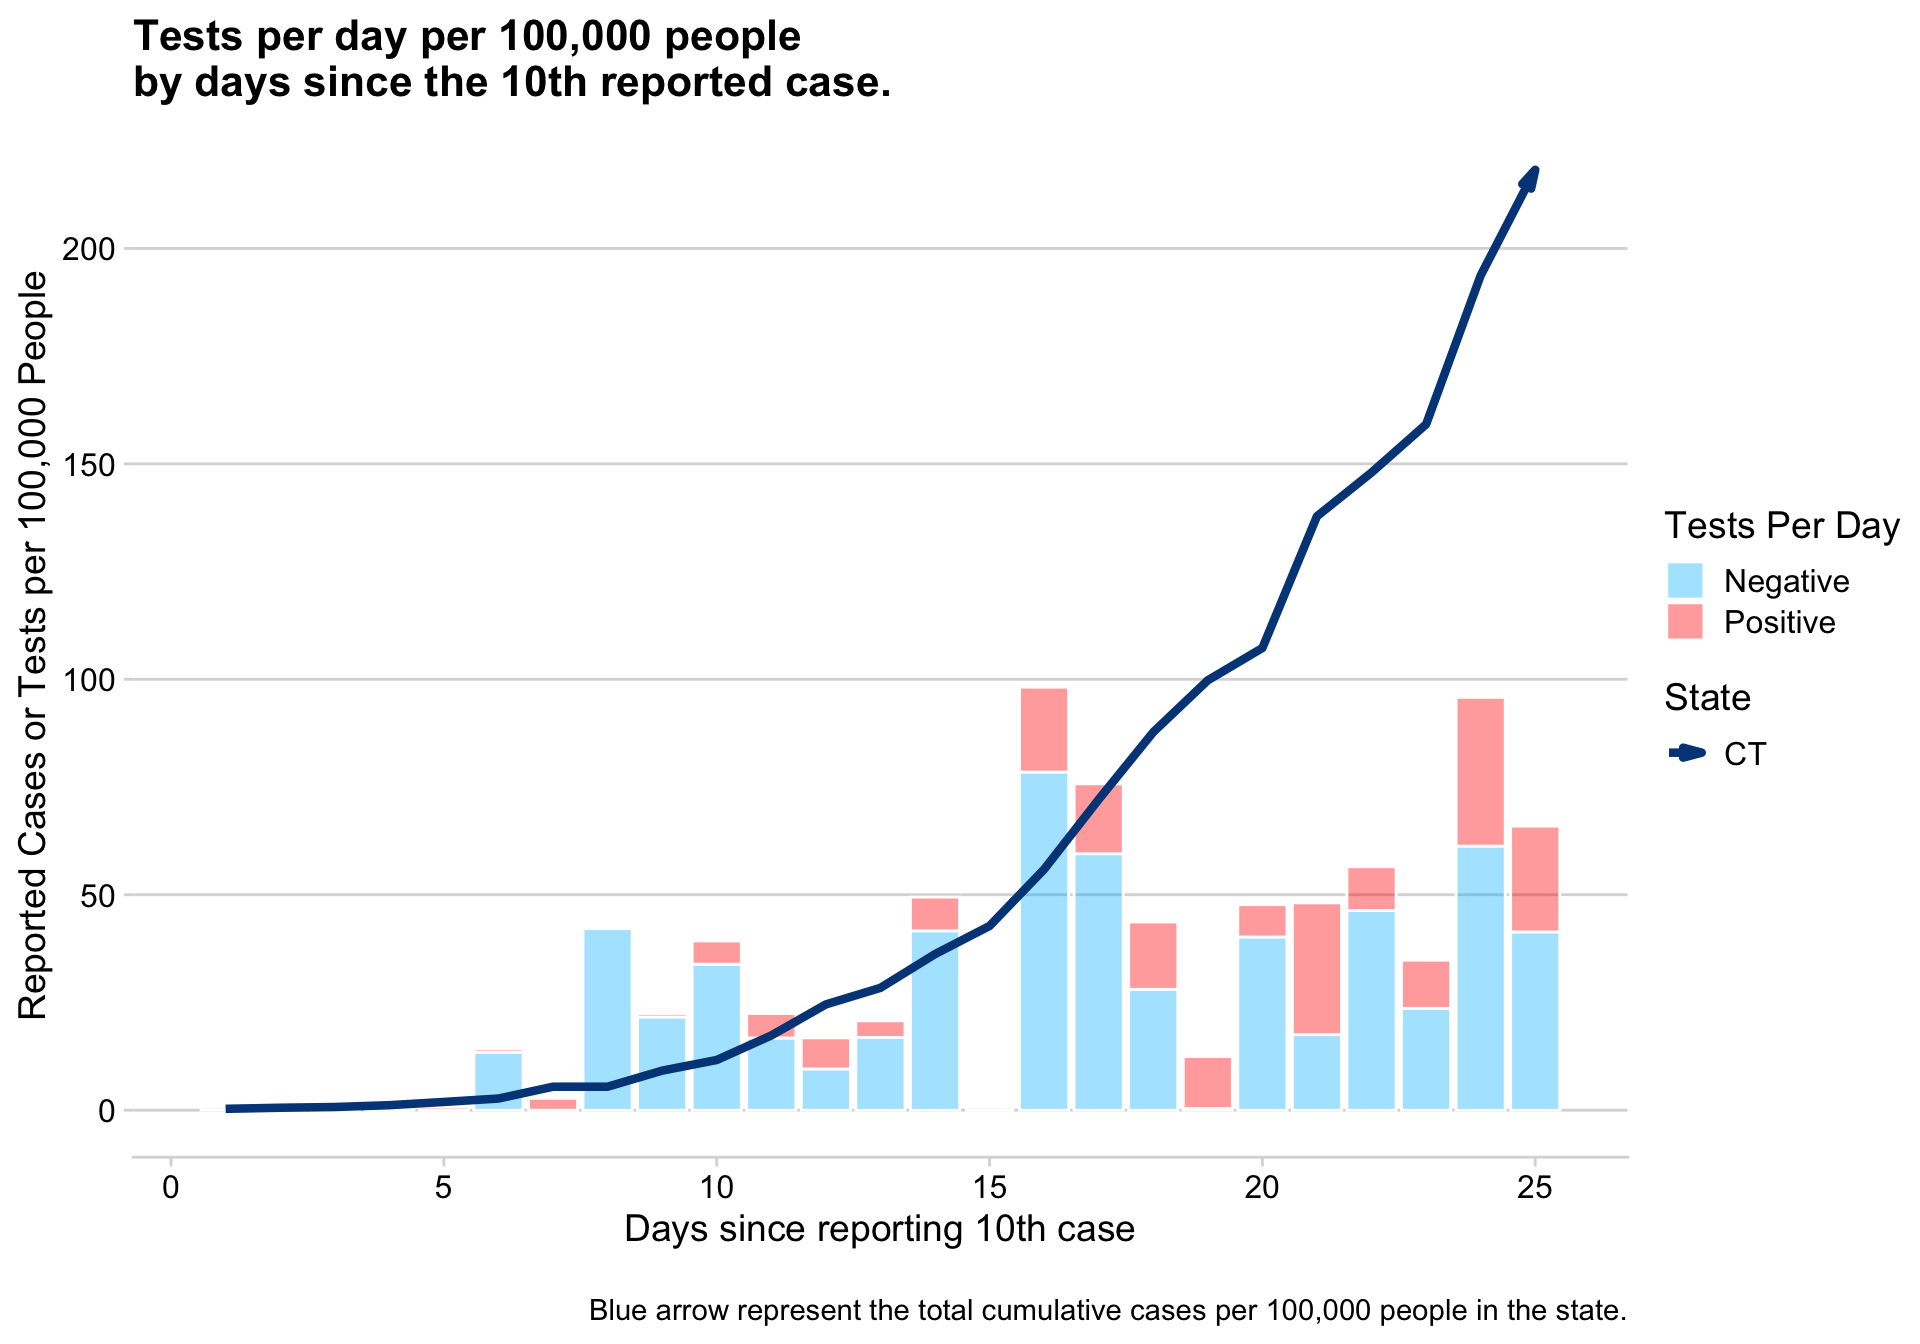 Tests per day per 100,000 people
by days since the 10th reported case.
Reported Cases or Tests per 100,000 People
200
150
100
50
0
0 5 10 15 20 25
Days since reporting 10th case
Tests Per Day
Negative
Positive
State
CT
Blue arrow represent the total cumulative cases per 100,000 people in the state.